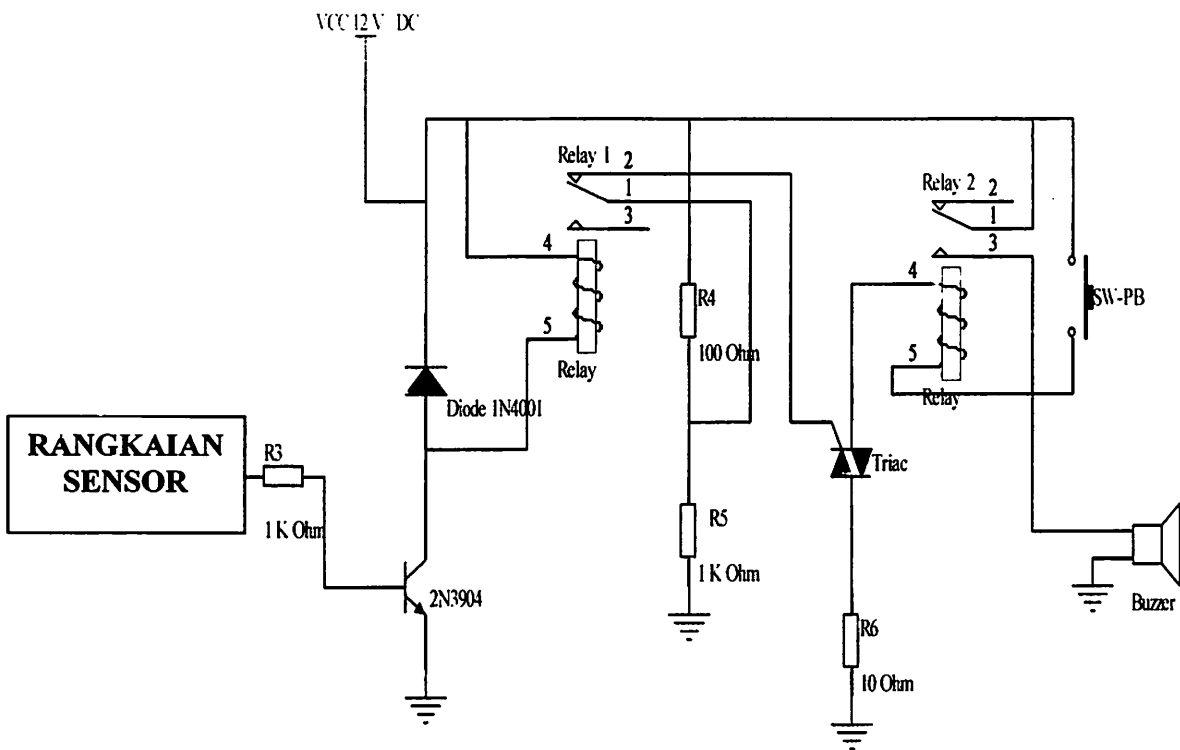 VCC 12 V DC
Relay 1
2
1
3
4
5
Relay
Relay 2
2
1
3
4
5
Relay
SW-PB
R4
100 Ohm
Diode 1N4001
RANGKAIAN
SENSOR
R3
1 K Ohm
2N3904
R5
1 K Ohm
Triac
R6
10 Ohm
Buzzer